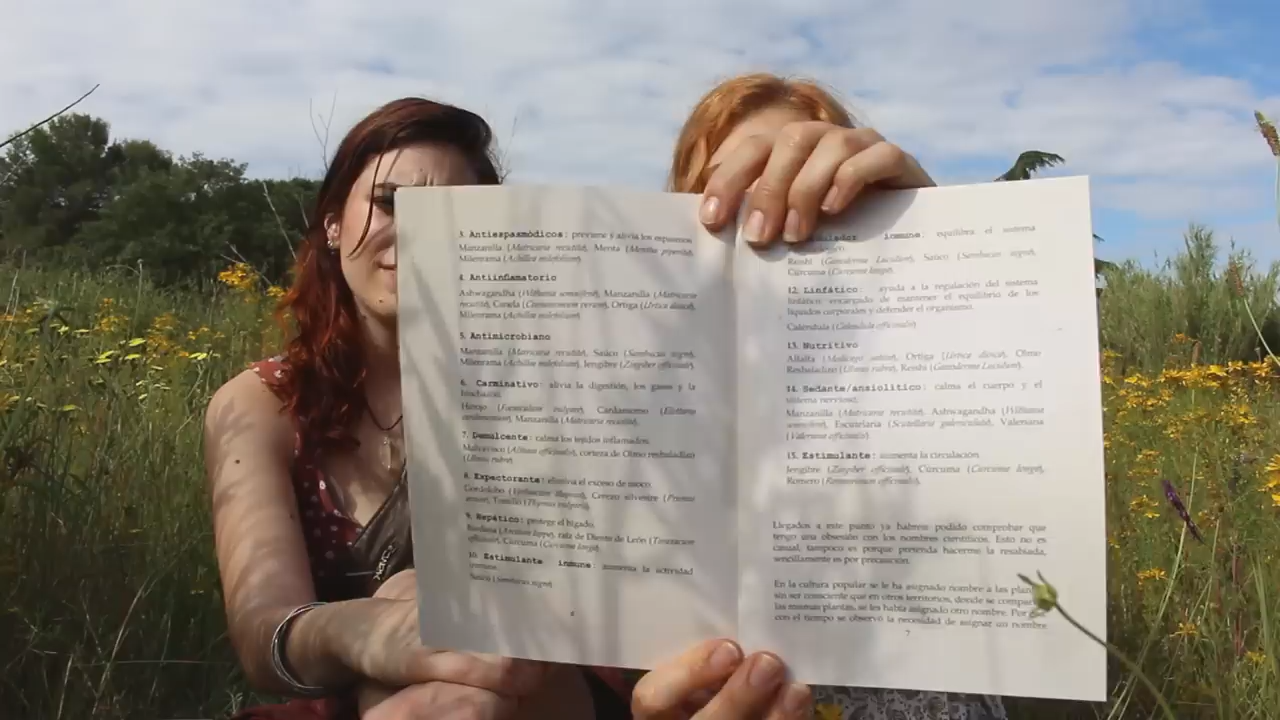 3. Antiespasmódicos: previene y alivia los espasmos
Manzanilla (Matricaria recutita), Menta (Mentha piperita),
Milenrama (Achillea milefolium)
4. Antiinflamatorio
Ashwagandha (Withania somnifera), Manzanilla (Matricaria
recutita), Canela (Cinnamomum verum), Ortiga (Urtica dioica),
Milenrama (Achillea milefolium)
5. Antimicrobiano
Manzanilla (Matricaria recutita), Saúco (Sambucus nigra),
Milenrama (Achillea milefolium), Jengibre (Zingiber officinale)
6. Carminativo: alivia la digestión, los gases y la
hinchazón.
Hinojo (Foeniculum vulgare), Cardamomo (Elettaria
cardamomum), Manzanilla (Matricaria recutita)
7. Demulcente: calma los tejidos inflamados.
Malvavisco (Althaea officinalis), corteza de Olmo resbaladizo
(Ulmus rubra)
8. Expectorante: elimina el exceso de moco.
Gordolobo (Verbascum thapsus), Cerezo silvestre (Prunus
avium), Tomillo (Thymus vulgaris)
9. Hepático: protege el hígado.
Bardana (Arctium lappa), raíz de Diente de León (Taraxacum
officinale), Cúrcuma (Curcuma longa)
10. Estimulante inmune: aumenta la actividad
inmune.
Saúco (Sambucus nigra)
6
inmune: equilibra el sistema
Reishi (Ganoderma Lucidum), Saúco (Sambucus nigra),
Cúrcuma (Curcuma longa)
12. Linfático: ayuda a la regulación del sistema
linfático encargado de mantener el equilibrio de los
líquidos corporales y defender el organismo.
Calendula (Calendula officinalis)
13. Nutritivo
Alfalfa (Medicago sativa), Ortiga (Urtica dioica), Olmo
Resbaladizo (Ulmus rubra), Reishi (Ganoderma Lucidum)
14. Sedante/ansiolítico: calma el cuerpo y el
sistema nervioso.
Manzanilla (Matricaria recutita), Ashwagandha (Withania
somnifera), Escutelaria (Scutellaria galericulata), Valeriana
(Valeriana officinalis)
15. Estimulante: aumenta la circulación
Jengibre (Zingiber officinale), Cúrcuma (Curcuma longa),
Romero (Rosmarinus officinalis)
Llegados a este punto ya habréis podido comprobar que
tengo una obsesión con los nombres científicos. Esto no es
casual, tampoco es porque pretenda hacerme la resabiada,
sencillamente es por precaución.
En la cultura popular se le ha asignado nombre a las
sin ser consciente que en otros territorios, donde se
las mismas plantas, se les había asignado otro nombre. Por
con el tiempo se observó la necesidad de asignar un nombre
7